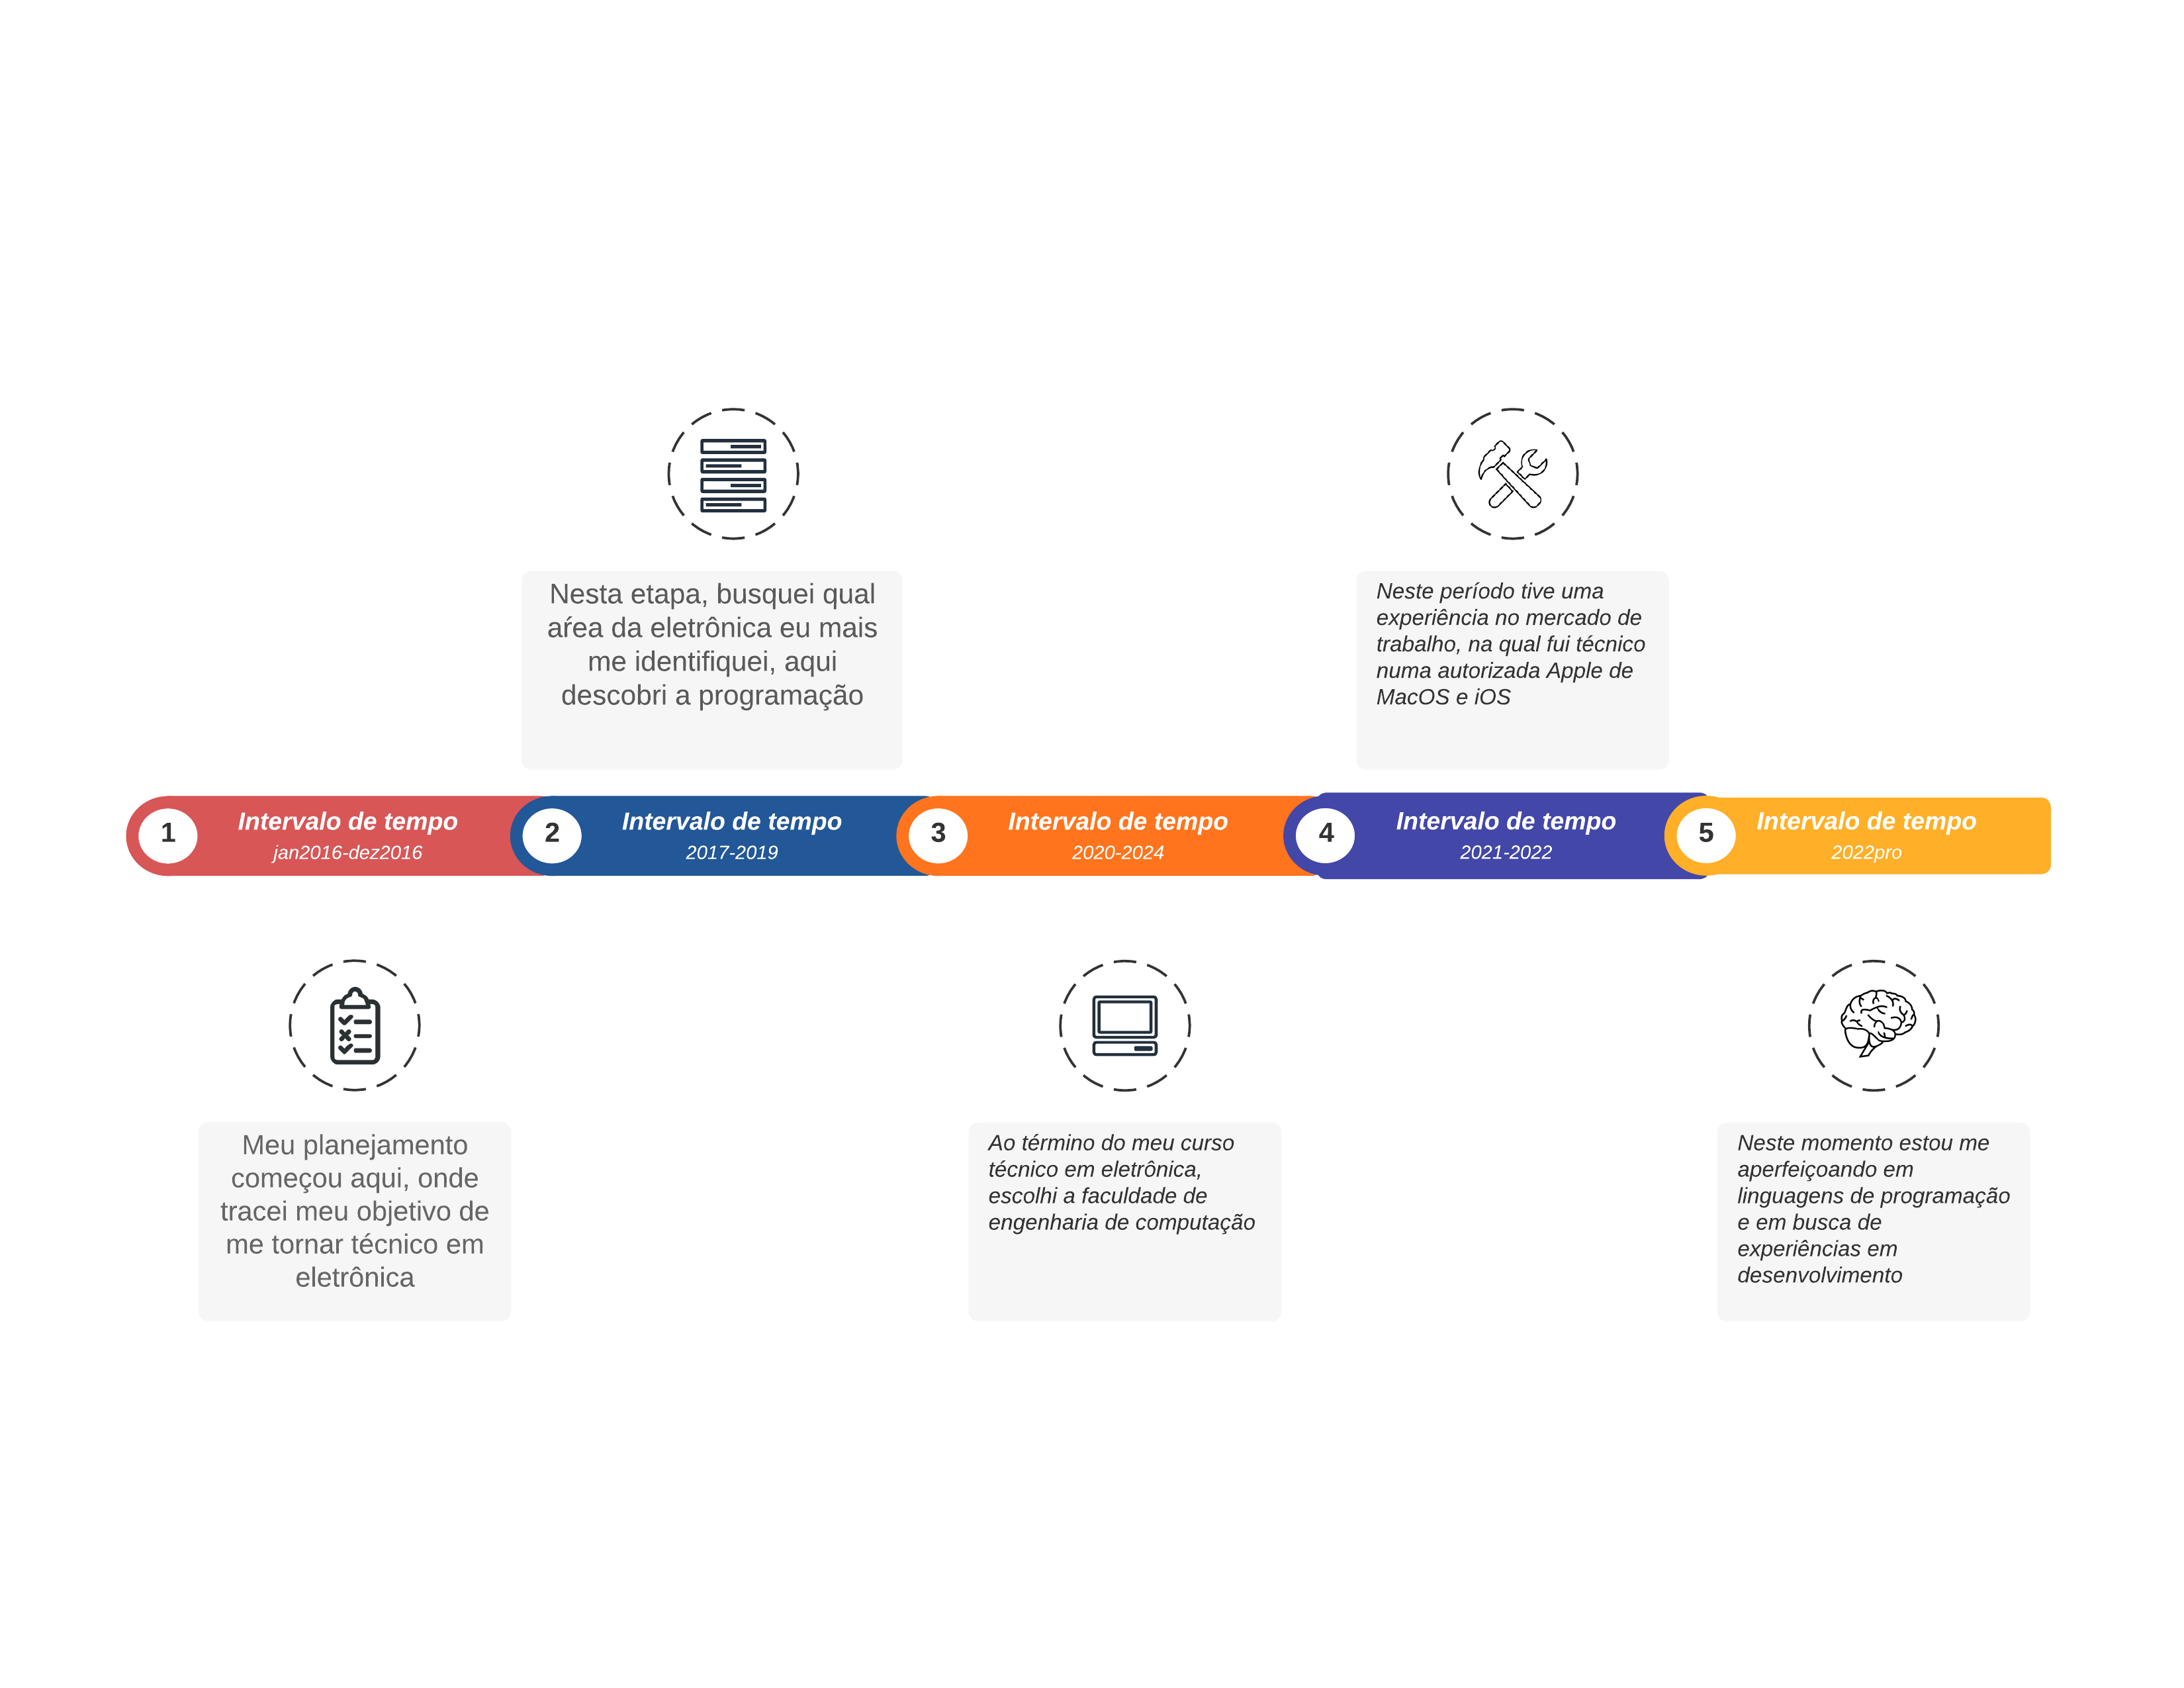 Nesta etapa, busquei qual
aŕea da eletrônica eu mais
me identifiquei, aqui
descobri a programação
Neste período tive uma
experiência no mercado de
trabalho, na qual fui técnico
numa autorizada Apple de
MacOS e iOS
1
Intervalo de tempo
jan2016-dez2016
2
Intervalo de tempo
2017-2019
3
Intervalo de tempo
2020-2024
4
Intervalo de tempo
2021-2022
5
Intervalo de tempo
2022pro
Meu planejamento
começou aqui, onde
tracei meu objetivo de
me tornar técnico em
eletrônica
Ao término do meu curso
técnico em eletrônica,
escolhi a faculdade de
engenharia de computação
Neste momento estou me
aperfeiçoando em
linguagens de programação
e em busca de
experiências em
desenvolvimento